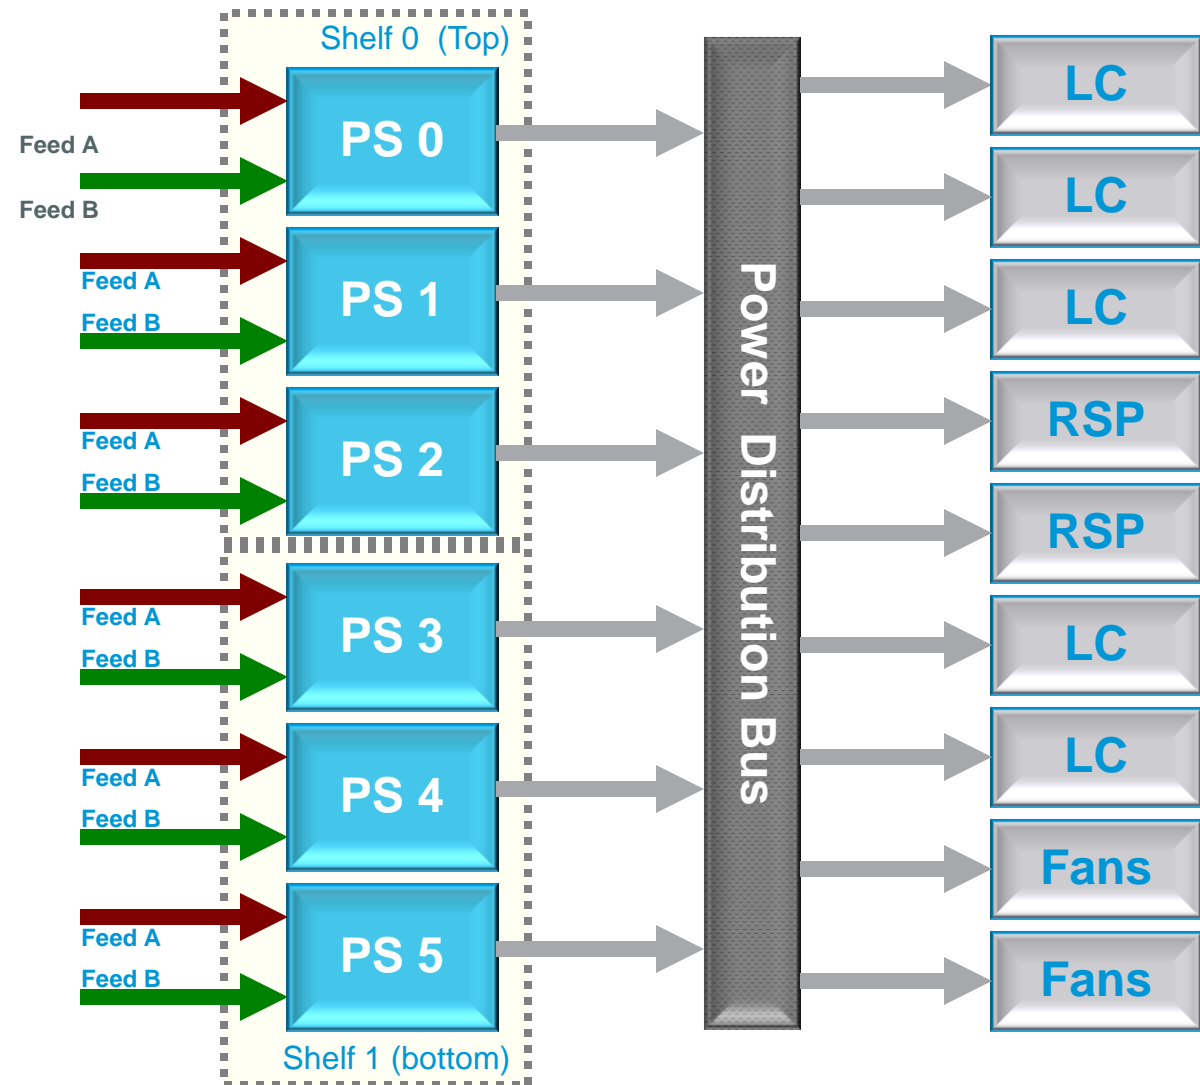 Shelf 0  (Top)
Feed A
Feed B
PS 0
Feed A
Feed B
PS 1
Feed A
Feed B
PS 2
Feed A
Feed B
PS 3
Feed A
Feed B
PS 4
Feed A
Feed B
PS 5
Shelf 1 (bottom)
Power  Distribution Bus
LC
LC
LC
RSP
RSP
LC
LC
Fans
Fans